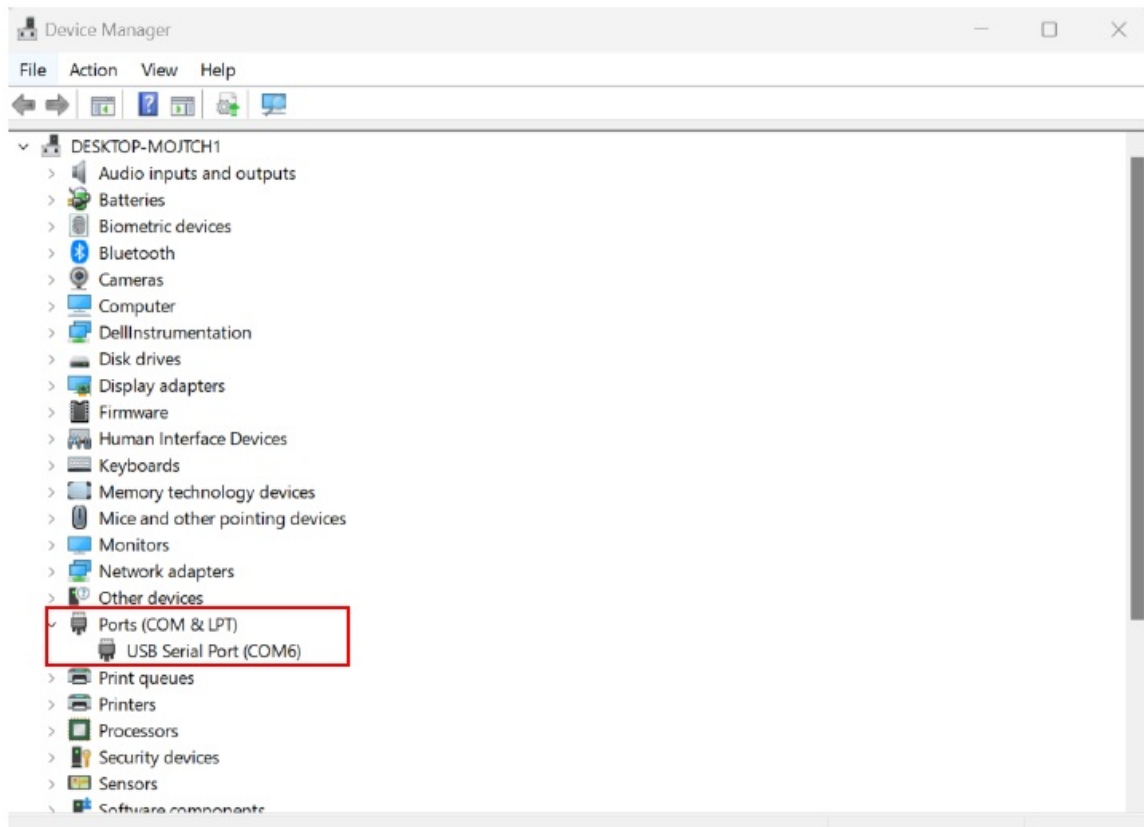 Device Manager
File Action View Help
DESKTOP-MOJTCH1
Audio inputs and outputs
Batteries
Biometric devices
Bluetooth
Cameras
Computer
DellInstrumentation
Disk drives
Display adapters
Firmware
Human Interface Devices
Keyboards
Memory technology devices
Mice and other pointing devices
Monitors
Network adapters
Other devices
Ports (COM & LPT)
USB Serial Port (COM6)
Print queues
Printers
Processors
Security devices
Sensors
Software components